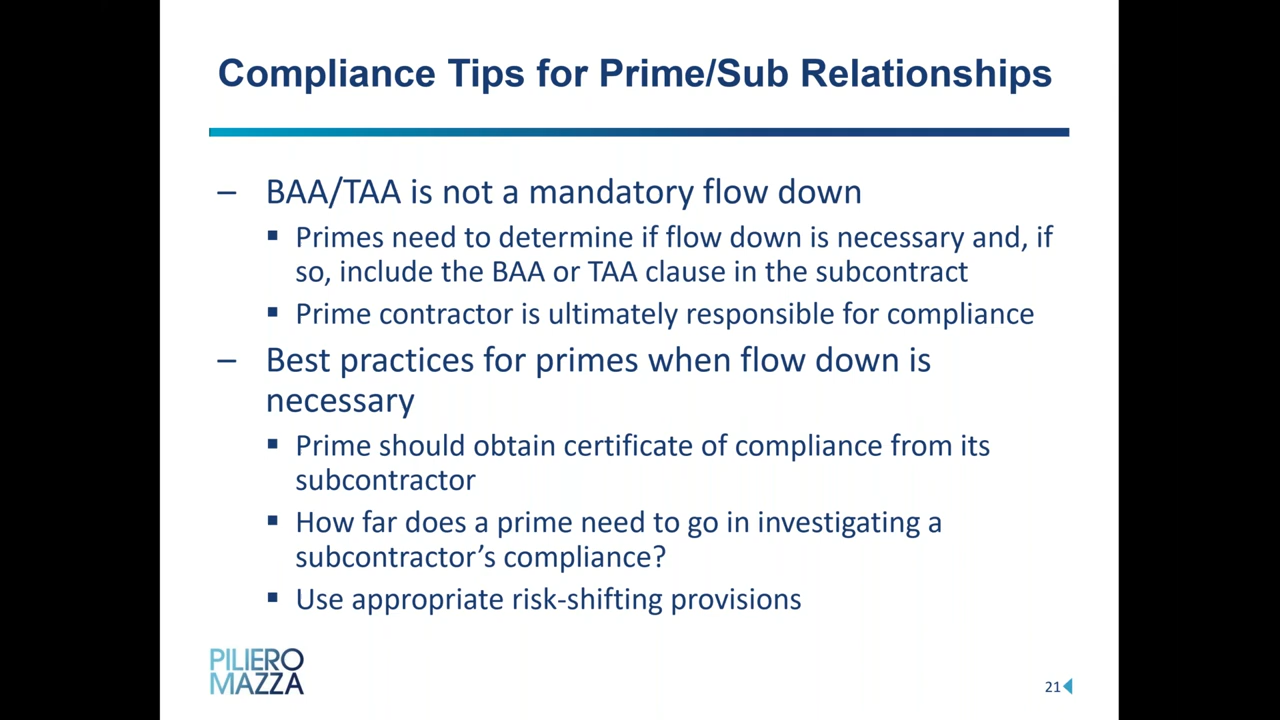 Compliance Tips for Prime/Sub Relationships
– BAA/TAA is not a mandatory flow down
▪ Primes need to determine if flow down is necessary and, if
so, include the BAA or TAA clause in the subcontract
▪ Prime contractor is ultimately responsible for compliance
– Best practices for primes when flow down is
necessary
▪ Prime should obtain certificate of compliance from its
subcontractor
▪ How far does a prime need to go in investigating a
subcontractor’s compliance?
▪ Use appropriate risk-shifting provisions
PILIERO
MAZZA
21